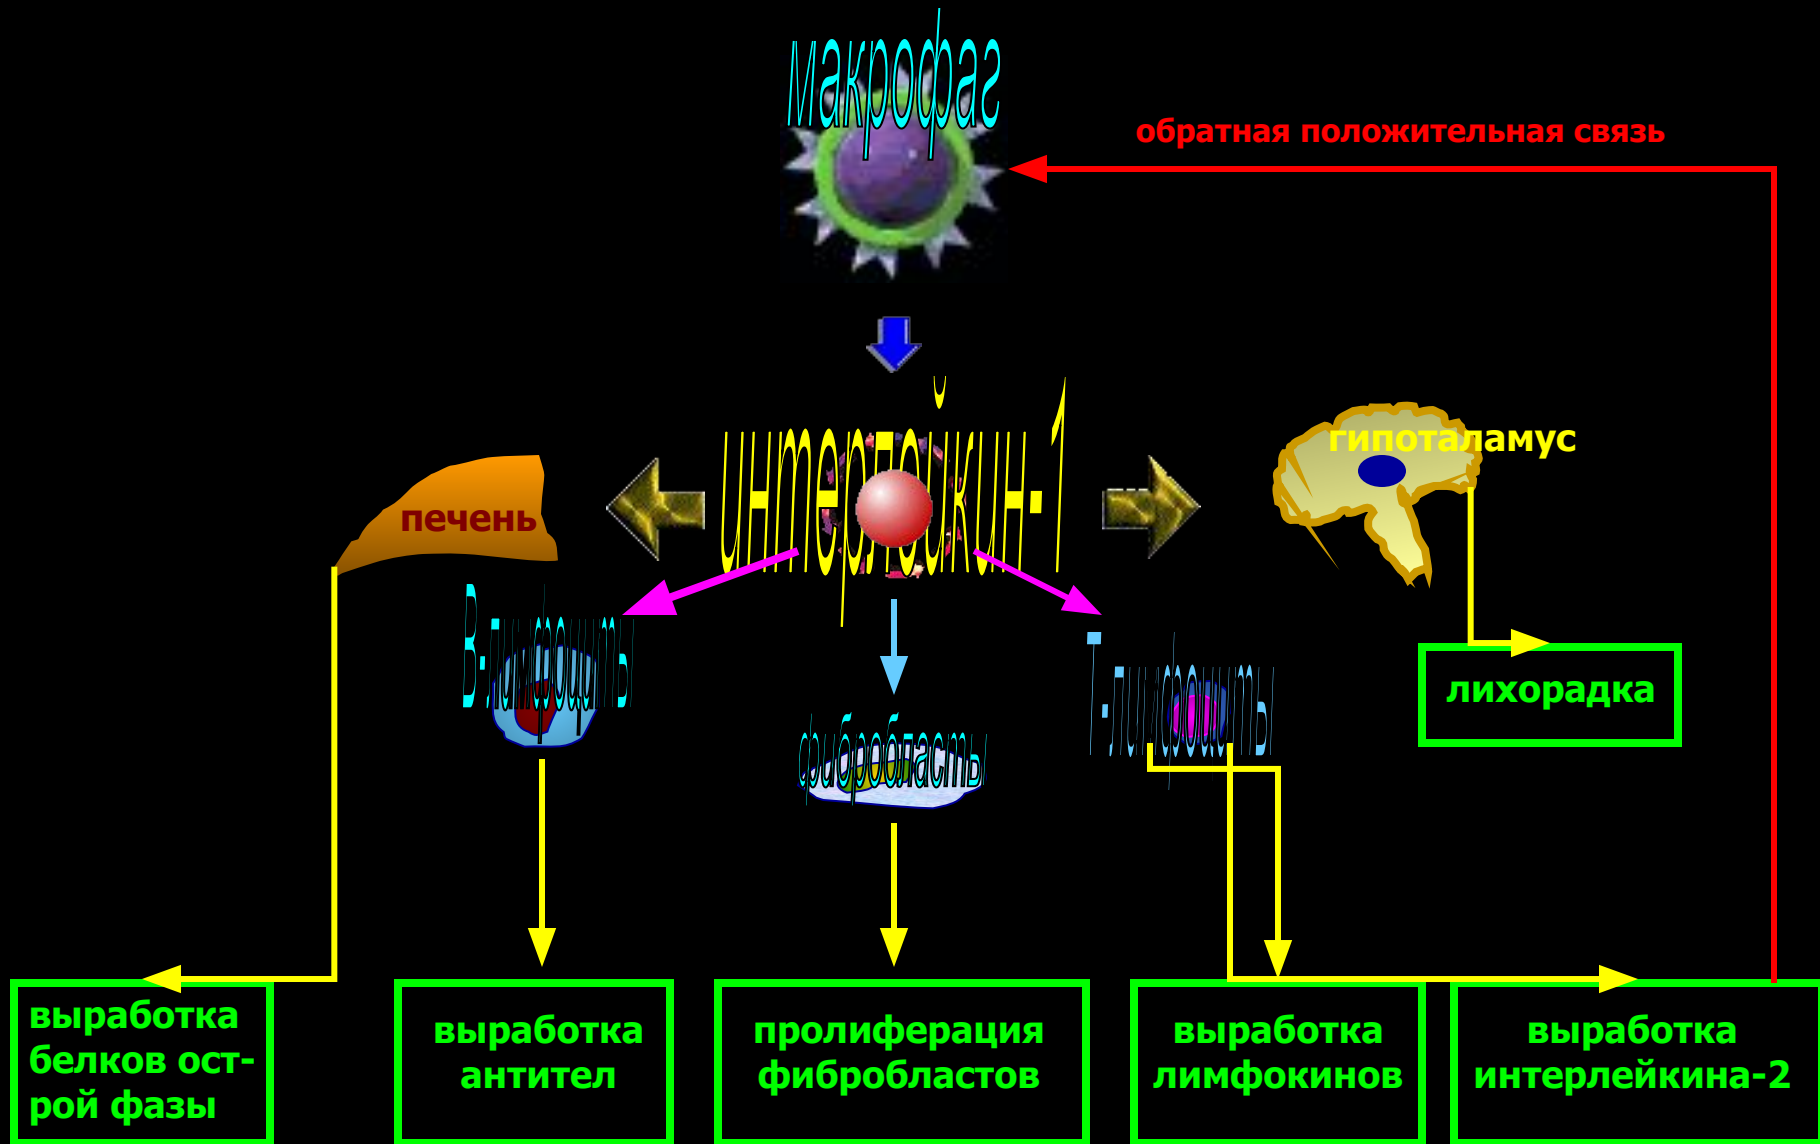 макрофаг
обратная положительная связь
интерлейкин-1
гипоталамус
печень
В-лимфоциты
Т-лимфоциты
лихорадка
фибробласты
выработка
белков ост-
рой фазы
выработка
антител
пролиферация
фибробластов
выработка
лимфокинов
выработка
интерлейкина-2